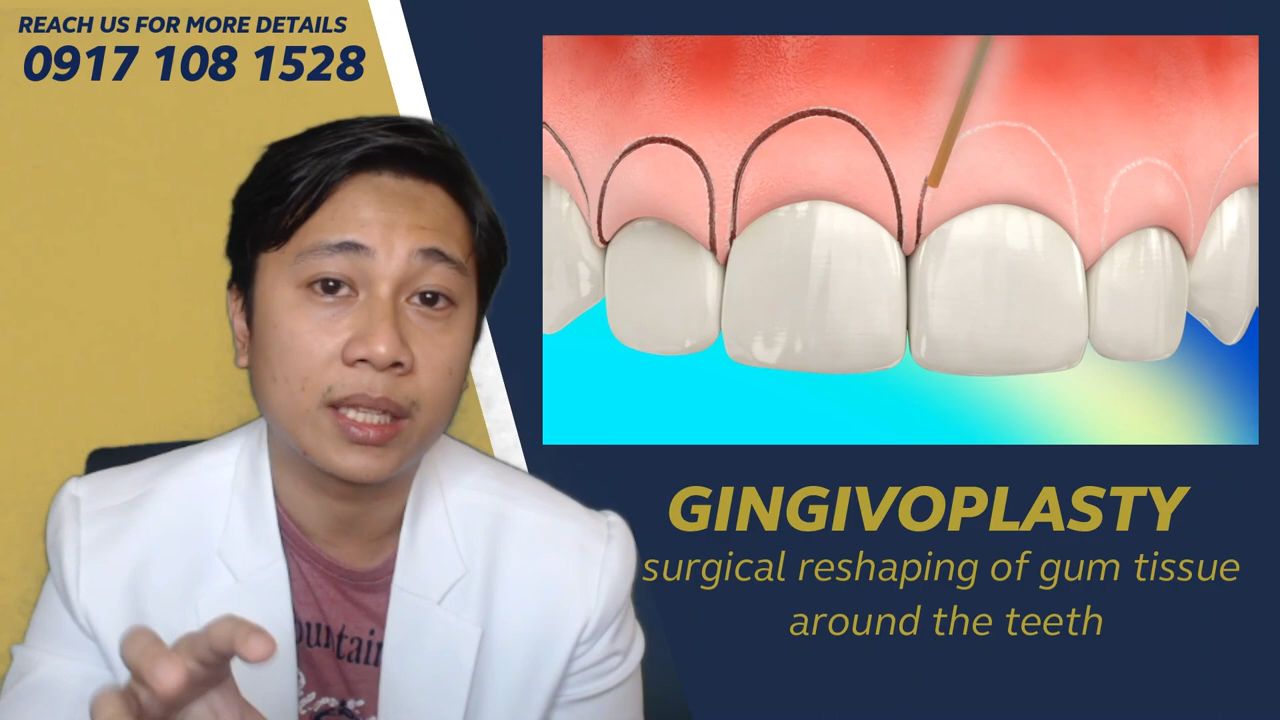 REACH US FOR MORE DETAILS
0917 108 1528
GINGIVOPLASTY
surgical reshaping of gum tissue
around the teeth